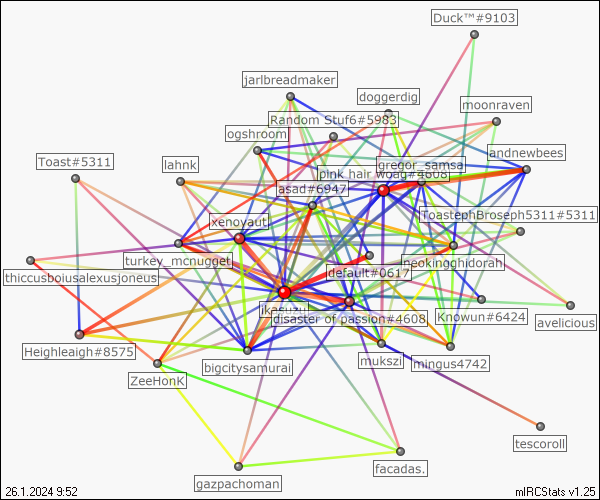 Duck™#9103
jarlbreadmaker
doggerdig
moonraven
Random Stuf6#5983
ogshroom
andnewbees
Toast#5311
lahnk
gregor_samsa
pink hair woag#4608
asad#6947
ToastephBroseph5311#5311
xenoyaut
turkey_mcnugget
neokingghidorah
default#0617
thiccusboiusalexusjoneus
ikasuzu
disaster of passion#4608
Knowun#6424
avelicious
Heighleaigh#8575
bigcitysamurai
mukszi
mingus4742
ZeeHonK
tescoroll
facadas.
gazpachoman
26.1.2024 9:52
mIRCStats v1.25